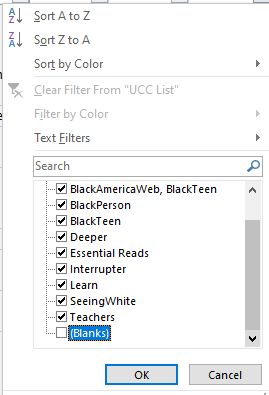 Sort A to Z
Sort Z to A
Sort by Color
Clear Filter From "UCC List"
Filter by Color
Text Filters
Search
BlackAmericaWeb, BlackTeen
BlackPerson
BlackTeen
Deeper
Essential Reads
Interrupter
Learn
SeeingWhite
Teachers
(Blanks)
OK Cancel